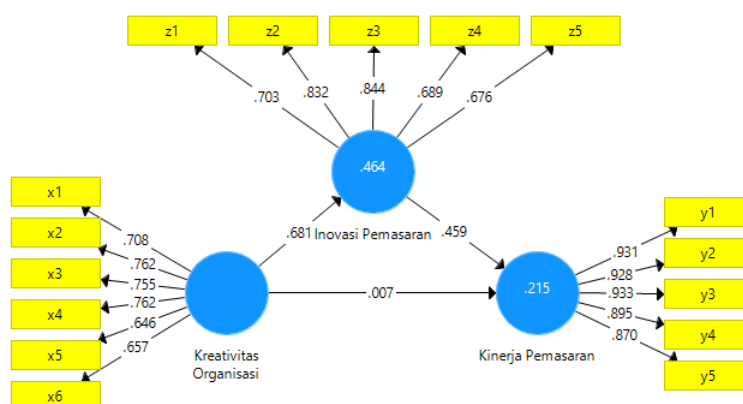 z1
z2
z3
z4
z5
.703
.832
.844
.689
.676
.464
Inovasi Pemasaran
.681
.459
x1
x2
x3
x4
x5
x6
.708
.762
.755
.762
.646
.657
Kreativitas
Organisasi
.007
.215
Kinerja Pemasaran
.931
.928
.933
.895
.870
y1
y2
y3
y4
y5